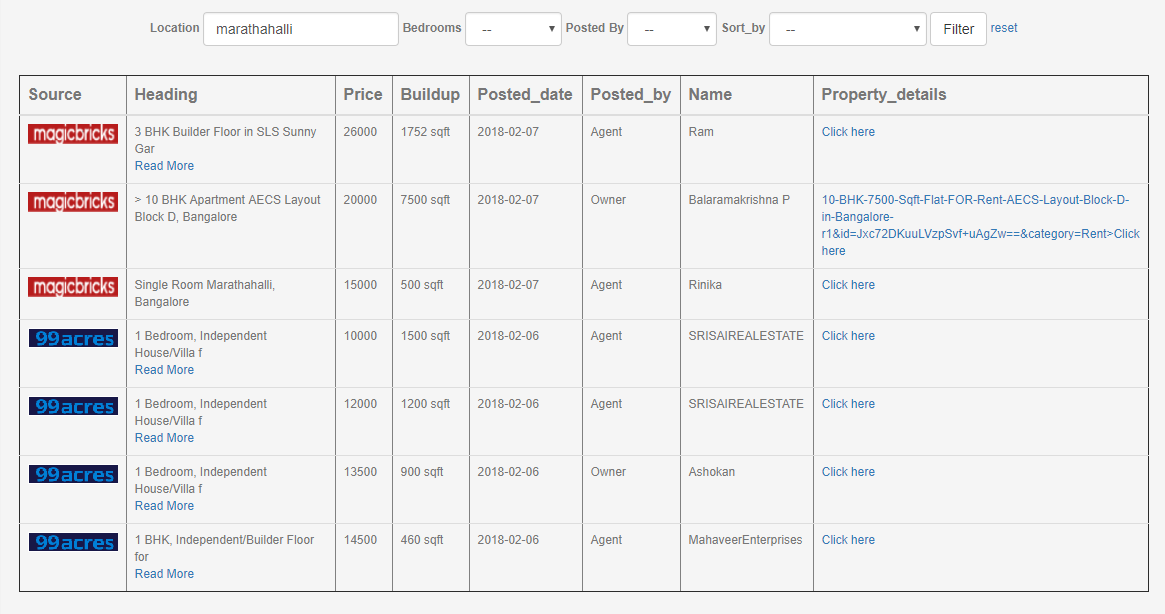 Location marathahalli Bedrooms -- Posted By -- Sort_by -- Filter reset
Source Heading Price Buildup Posted_date Posted_by Name Property_details
magicbricks 3 BHK Builder Floor in SLS Sunny 26000 1752 sqft 2018-02-07 Agent Ram Click here
Gar
Read More
magicbricks > 10 BHK Apartment AECS Layout 20000 7500 sqft 2018-02-07 Owner Balaramakrishna P 10-BHK-7500-Sqft-Flat-FOR-Rent-AECS-Layout-Block-D-
Block D, Bangalore in-Bangalore-
r1&id=Jxc72DKuuLVzpSvf+uAgZw==&category=Rent>Click
here
magicbricks Single Room Marathahalli, 15000 500 sqft 2018-02-07 Agent Rinika Click here
Bangalore
99acres 1 Bedroom, Independent 10000 1500 sqft 2018-02-06 Agent SRISAIREALESTATE Click here
House/Villa f
Read More
99acres 1 Bedroom, Independent 12000 1200 sqft 2018-02-06 Agent SRISAIREALESTATE Click here
House/Villa f
Read More
99acres 1 Bedroom, Independent 13500 900 sqft 2018-02-06 Owner Ashokan Click here
House/Villa f
Read More
99acres 1 BHK, Independent/Builder Floor 14500 460 sqft 2018-02-06 Agent MahaveerEnterprises Click here
for
Read More